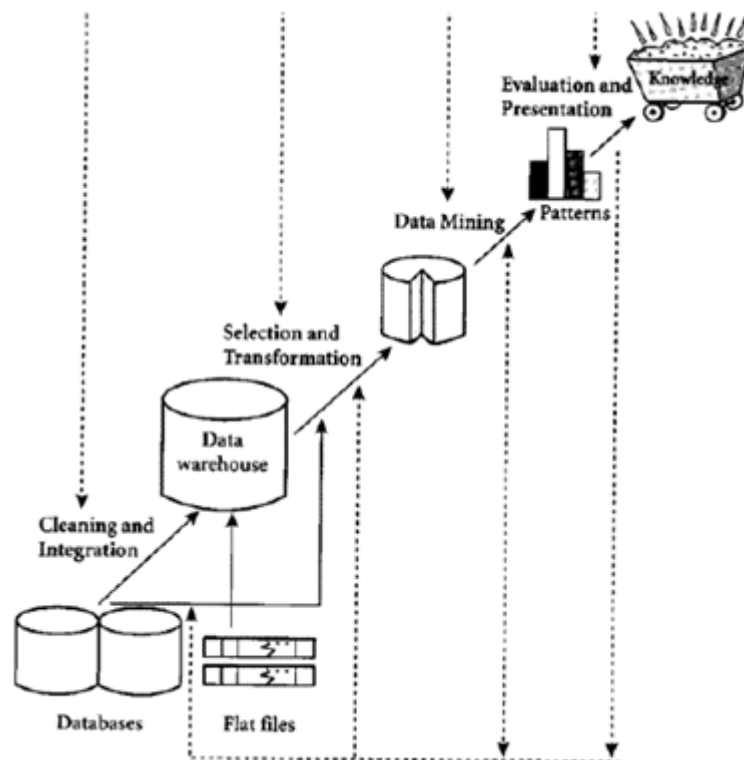 Knowledge
Evaluation and
Presentation
Patterns
Data Mining
Selection and
Transformation
Data
warehouse
Cleaning and
Integration
Databases
Flat files